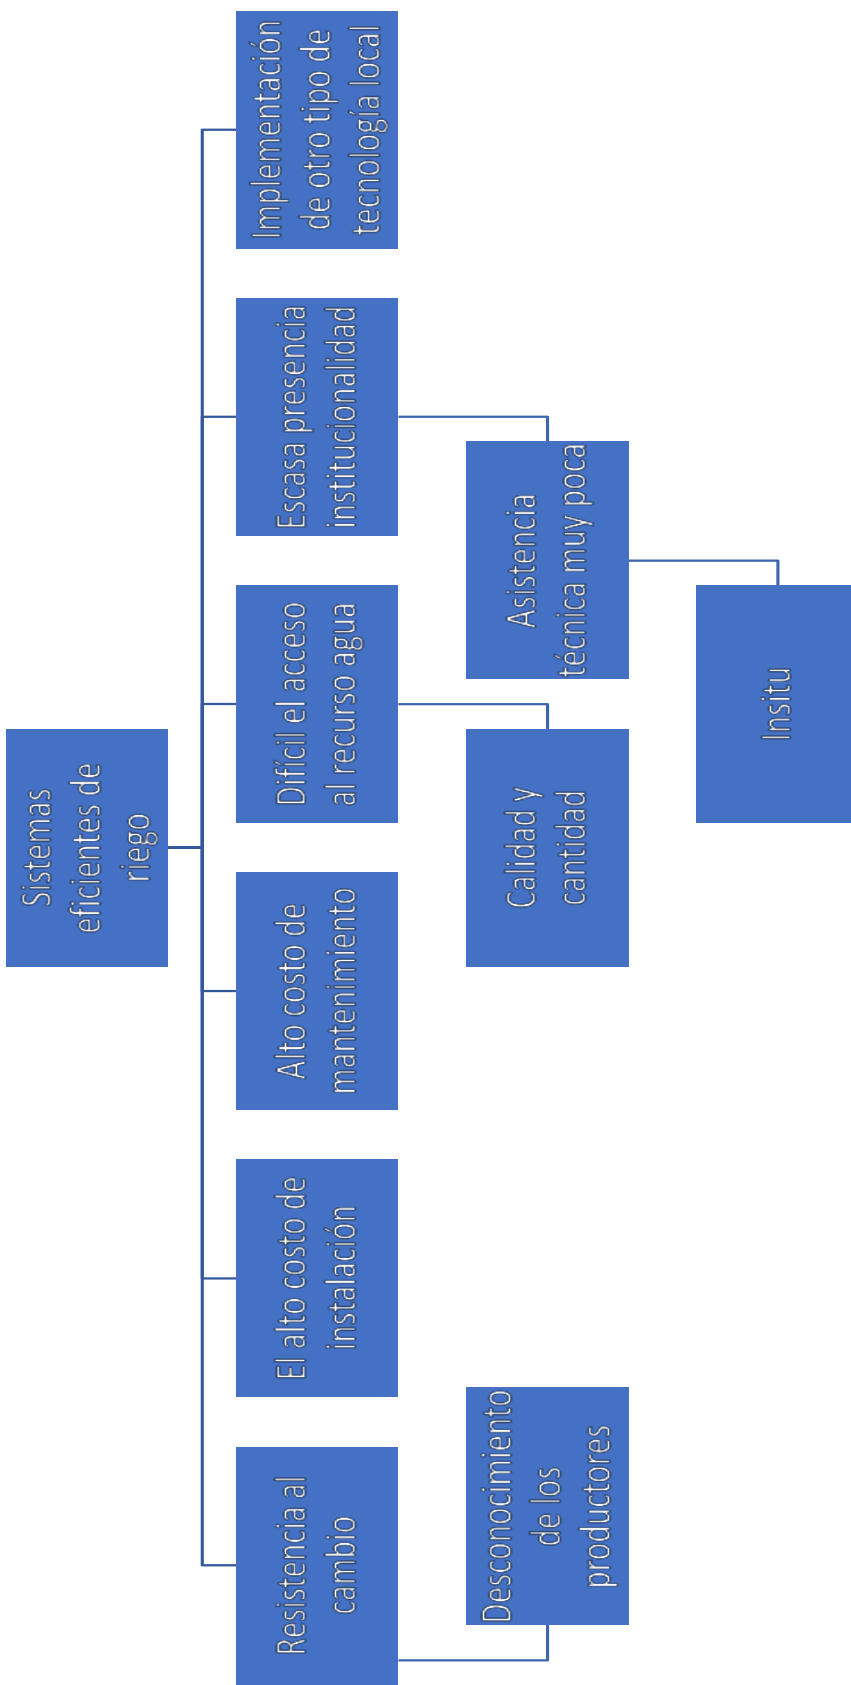 Sistemas
eficientes de
riego
Resistencia al
cambio
El alto costo de
instalación
Alto costo de
mantenimiento
Difícil el acceso
al recurso agua
Escasa presencia
institucionalidad
Implementación
de otro tipo de
tecnología local
Desconocimiento
de los
productores
Calidad y
cantidad
Asistencia
técnica muy poca
Insitu